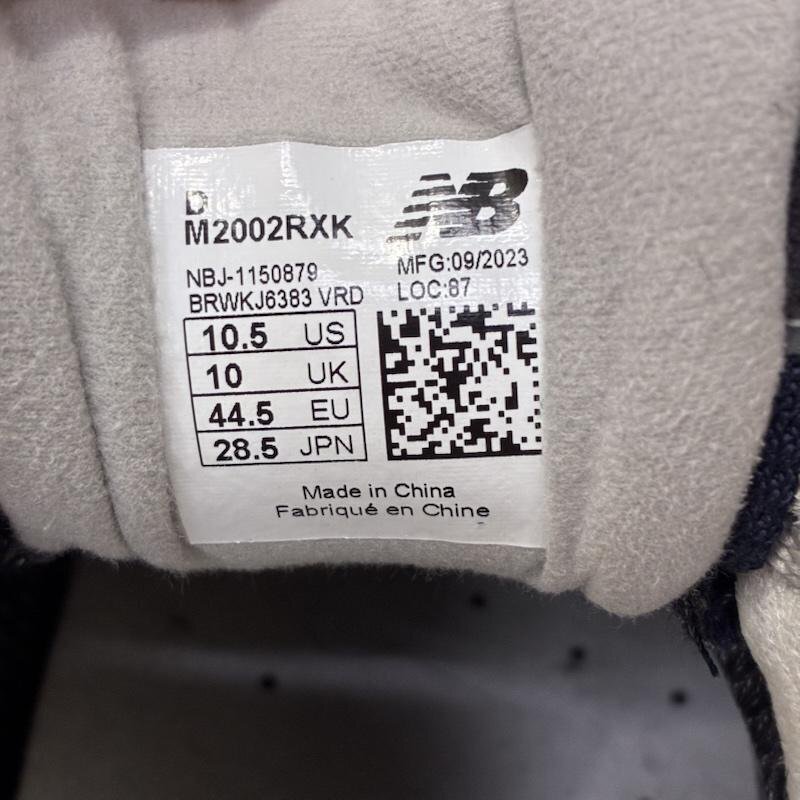 D
M2002RXK
NB
NBJ-1150879
BRWKJ6383 VRD
MFG:09/2023
LOC:87
10.5 US
10 UK
44.5 EU
28.5 JPN
Made in China
Fabriqué en Chine